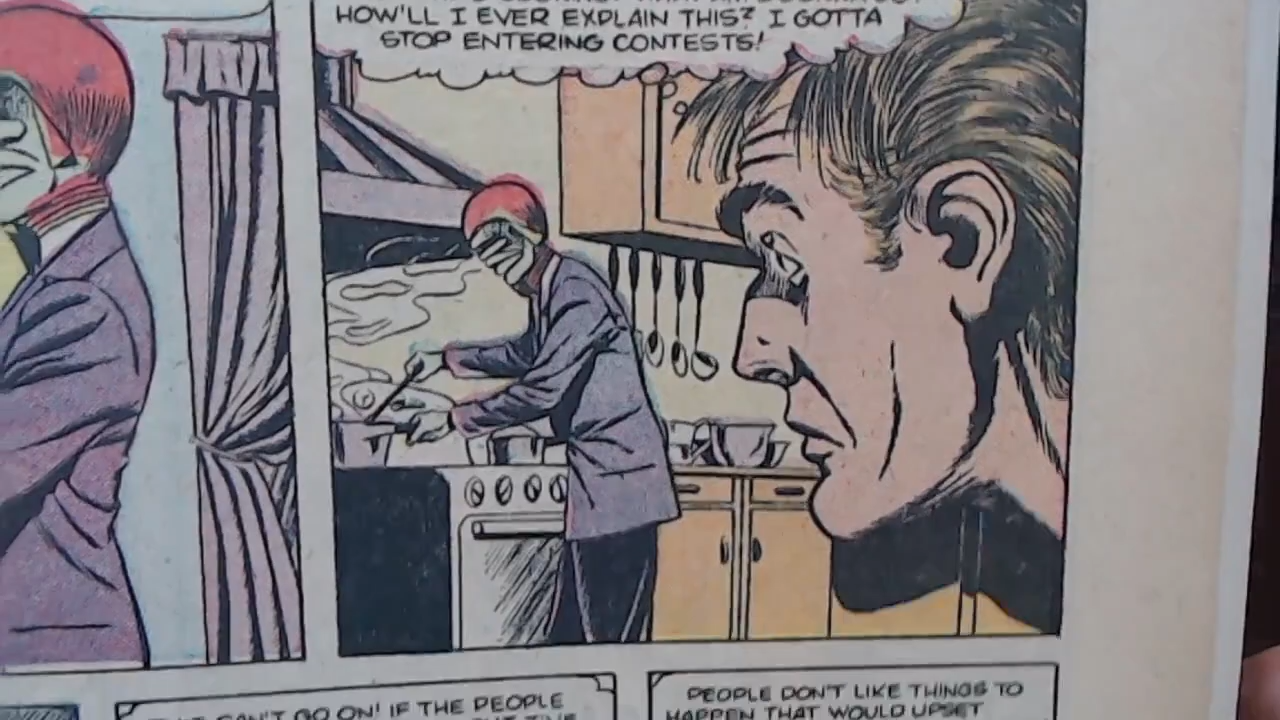 HOW'LL I EVER EXPLAIN THIS? I GOTTA
STOP ENTERING CONTESTS!
CAN'T GO ON! IF THE PEOPLE
PEOPLE DON'T LIKE THINGS TO
HAPPEN THAT WOULD UPSET